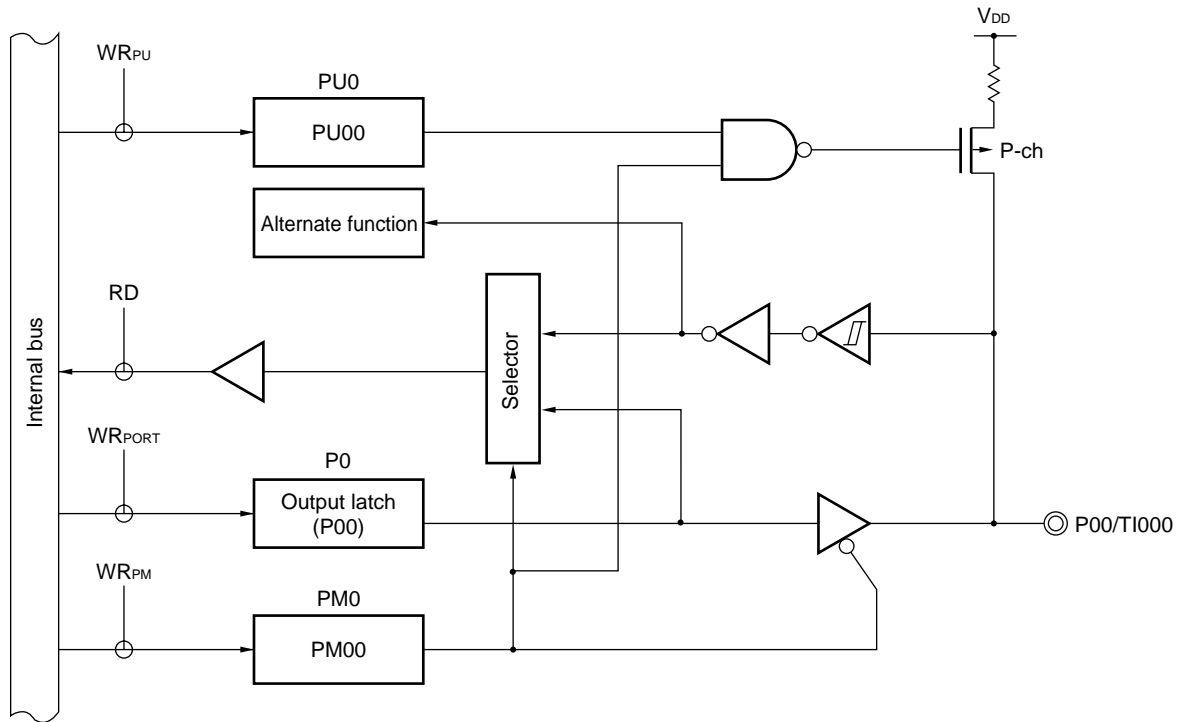 VDD
WRPU
PU0
PU00
P-ch
Alternate function
RD
Internal bus
Selector
WRPORT
P0
Output latch
(P00)
P00/TI000
WRPM
PM0
PM00